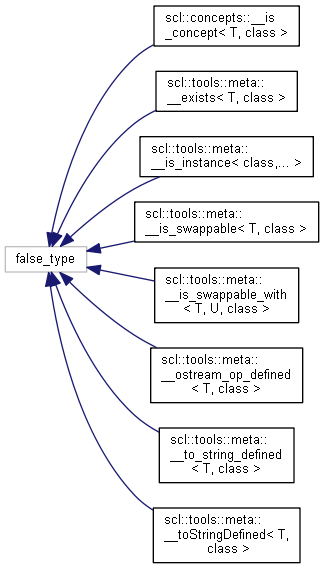 scl::concepts::__is
_concept< T, class >
scl::tools::meta::
__exists< T, class >
scl::tools::meta::
__is_instance< class,... >
scl::tools::meta::
__is_swappable< T, class >
false_type
scl::tools::meta::
__is_swappable_with
< T, U, class >
scl::tools::meta::
__ostream_op_defined
< T, class >
scl::tools::meta::
__to_string_defined
< T, class >
scl::tools::meta::
__toStringDefined< T,
class >